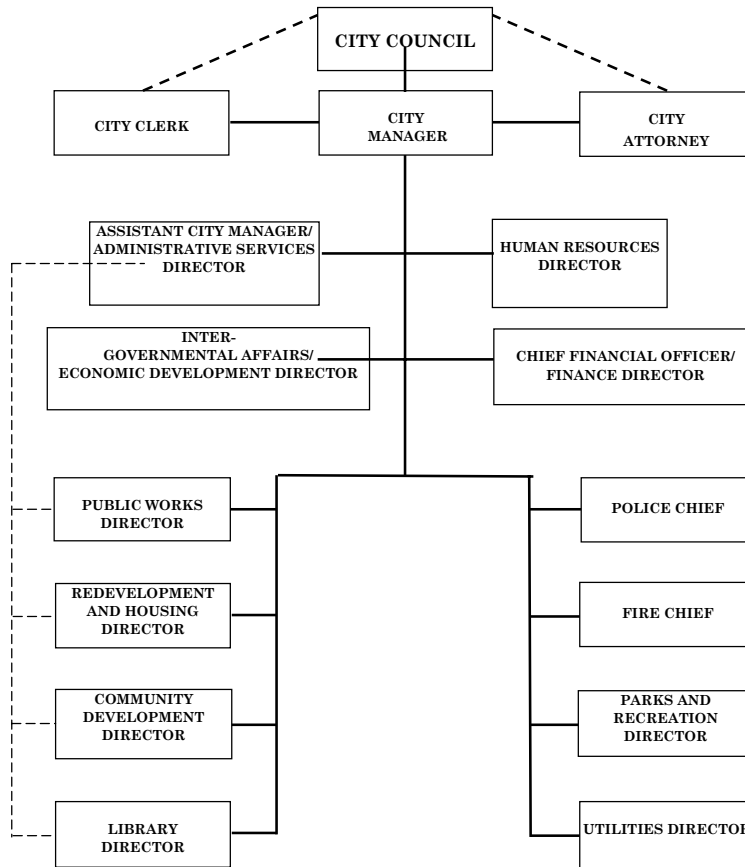 CITY COUNCIL
CITY CLERK
CITY
MANAGER
CITY
ATTORNEY
ASSISTANT CITY MANAGER/
ADMINISTRATIVE SERVICES
DIRECTOR
HUMAN RESOURCES
DIRECTOR
INTER-
GOVERNMENTAL AFFAIRS/
ECONOMIC DEVELOPMENT DIRECTOR
CHIEF FINANCIAL OFFICER/
FINANCE DIRECTOR
PUBLIC WORKS
DIRECTOR
POLICE CHIEF
REDEVELOPMENT
AND HOUSING
DIRECTOR
FIRE CHIEF
COMMUNITY
DEVELOPMENT
DIRECTOR
PARKS AND
RECREATION
DIRECTOR
LIBRARY
DIRECTOR
UTILITIES DIRECTOR